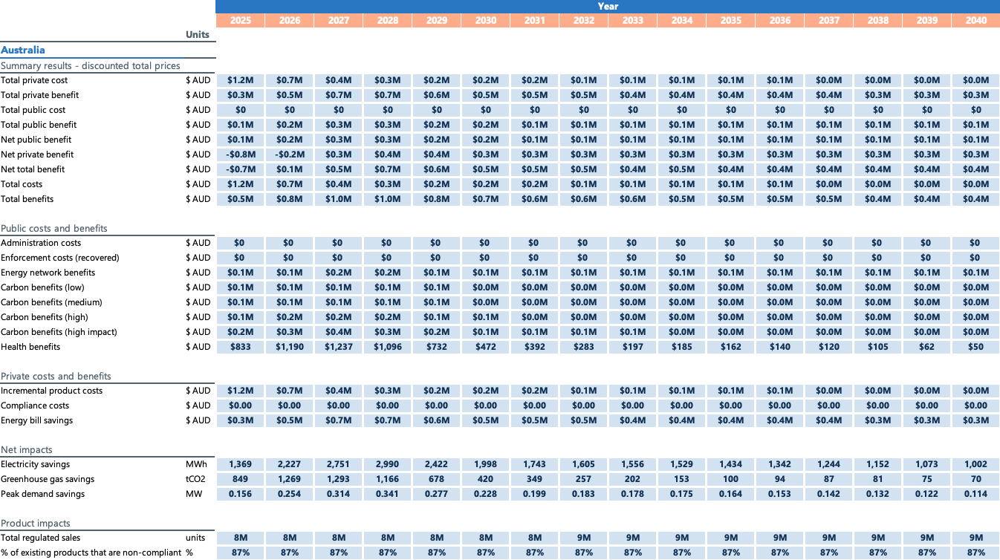 Year
2025 2026 2027 2028 2029 2030 2031 2032 2033 2034 2035 2036 2037 2038 2039 2040
Units
Australia
Summary results - discounted total prices
Total private cost $ AUD $1.2M $0.7M $0.4M $0.3M $0.2M $0.2M $0.2M $0.1M $0.1M $0.1M $0.1M $0.1M $0.0M $0.0M $0.0M $0.0M
Total private benefit $ AUD $0.3M $0.5M $0.7M $0.7M $0.6M $0.5M $0.5M $0.5M $0.4M $0.4M $0.4M $0.4M $0.4M $0.3M $0.3M $0.3M
Total public cost $ AUD $0 $0 $0 $0 $0 $0 $0 $0 $0 $0 $0 $0 $0 $0 $0 $0
Total public benefit $ AUD $0.1M $0.2M $0.3M $0.3M $0.2M $0.2M $0.1M $0.1M $0.1M $0.1M $0.1M $0.1M $0.1M $0.1M $0.1M $0.1M
Net public benefit $ AUD $0.1M $0.2M $0.3M $0.3M $0.2M $0.2M $0.1M $0.1M $0.1M $0.1M $0.1M $0.1M $0.1M $0.1M $0.1M $0.1M
Net private benefit $ AUD -$0.8M -$0.2M $0.3M $0.4M $0.4M $0.3M $0.3M $0.3M $0.3M $0.3M $0.3M $0.3M $0.3M $0.3M $0.3M $0.3M
Net total benefit $ AUD -$0.7M $0.1M $0.5M $0.7M $0.6M $0.5M $0.5M $0.5M $0.4M $0.4M $0.5M $0.4M $0.4M $0.4M $0.4M $0.4M
Total costs $ AUD $1.2M $0.7M $0.4M $0.3M $0.2M $0.2M $0.2M $0.1M $0.1M $0.1M $0.1M $0.1M $0.0M $0.0M $0.0M $0.0M
Total benefits $ AUD $0.5M $0.8M $1.0M $1.0M $0.8M $0.7M $0.6M $0.6M $0.6M $0.5M $0.5M $0.5M $0.5M $0.4M $0.4M $0.4M
Public costs and benefits
Administration costs $ AUD $0 $0 $0 $0 $0 $0 $0 $0 $0 $0 $0 $0 $0 $0 $0 $0
Enforcement costs (recovered) $ AUD $0 $0 $0 $0 $0 $0 $0 $0 $0 $0 $0 $0 $0 $0 $0 $0
Energy network benefits $ AUD $0.1M $0.1M $0.2M $0.2M $0.1M $0.1M $0.1M $0.1M $0.1M $0.1M $0.1M $0.1M $0.1M $0.1M $0.1M $0.1M
Carbon benefits (low) $ AUD $0.1M $0.1M $0.1M $0.1M $0.1M $0.0M $0.0M $0.0M $0.0M $0.0M $0.0M $0.0M $0.0M $0.0M $0.0M $0.0M
Carbon benefits (medium) $ AUD $0.1M $0.1M $0.1M $0.1M $0.1M $0.0M $0.0M $0.0M $0.0M $0.0M $0.0M $0.0M $0.0M $0.0M $0.0M $0.0M
Carbon benefits (high) $ AUD $0.1M $0.2M $0.2M $0.2M $0.1M $0.1M $0.0M $0.0M $0.0M $0.0M $0.0M $0.0M $0.0M $0.0M $0.0M $0.0M
Carbon benefits (high impact) $ AUD $0.2M $0.3M $0.4M $0.3M $0.2M $0.1M $0.1M $0.1M $0.1M $0.0M $0.0M $0.0M $0.0M $0.0M $0.0M $0.0M
Health benefits $ AUD $833 $1,190 $1,237 $1,096 $732 $472 $392 $283 $197 $185 $162 $140 $120 $105 $62 $50
Private costs and benefits
Incremental product costs $ AUD $1.2M $0.7M $0.4M $0.3M $0.2M $0.2M $0.2M $0.1M $0.1M $0.1M $0.1M $0.1M $0.0M $0.0M $0.0M $0.0M
Compliance costs $ AUD $0.00 $0.00 $0.00 $0.00 $0.00 $0.00 $0.00 $0.00 $0.00 $0.00 $0.00 $0.00 $0.00 $0.00 $0.00 $0.00
Energy bill savings $ AUD $0.3M $0.5M $0.7M $0.7M $0.6M $0.5M $0.5M $0.5M $0.4M $0.4M $0.4M $0.4M $0.4M $0.3M $0.3M $0.3M
Net impacts
Electricity savings MWh 1,369 2,227 2,751 2,990 2,422 1,998 1,743 1,605 1,556 1,529 1,434 1,342 1,244 1,152 1,073 1,002
Greenhouse gas savings tCO2 849 1,269 1,293 1,166 678 420 349 257 202 153 100 94 87 81 75 70
Peak demand savings MW 0.156 0.254 0.314 0.341 0.277 0.228 0.199 0.183 0.178 0.175 0.164 0.153 0.142 0.132 0.122 0.114
Product impacts
Total regulated sales units 8M 8M 8M 8M 8M 8M 8M 9M 9M 9M 9M 9M 9M 9M 9M 9M
% of existing products that are non-compliant % 87% 87% 87% 87% 87% 87% 87% 87% 87% 87% 87% 87% 87% 87% 87% 87%